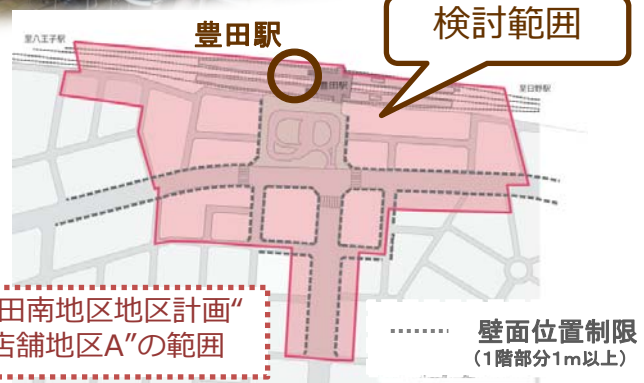 検討範囲
豊田駅
至八王子駅
豊田駅
至日野駅
田南地区地区計画“
店舗地区A”の範囲
壁面位置制限
（1階部分1m以上）